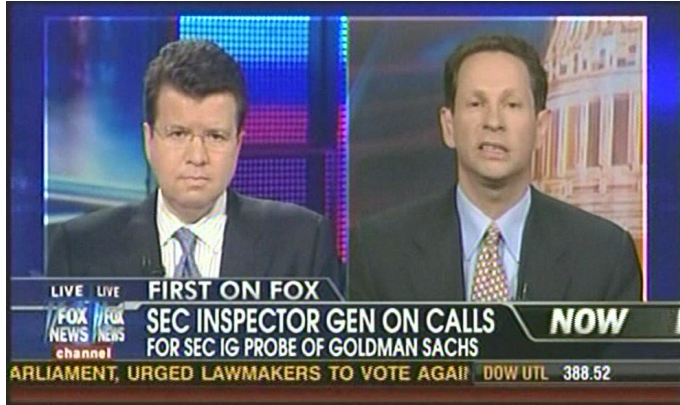 LIVE LIVE
FIRST ON FOX
FOX NEWS channel
FOX NEWS
SEC INSPECTOR GEN ON CALLS
FOR SEC IG PROBE OF GOLDMAN SACHS
NOW
ARLIAMENT, URGED LAWMAKERS TO VOTE AGAI
DOW UTL 388.52